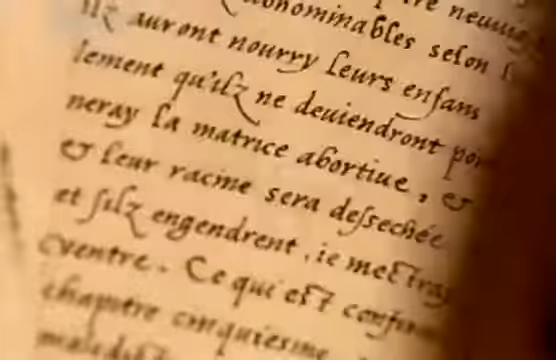 abhominables selon
ilz auront nourry leurs enfans
lement qu'ilz ne deuiendront
neray la matrice abortiue, &
& leur racine sera desſechée
et ſilz engendrent, ie mettray
ventre. Ce qui est
chapitre cinquiesme